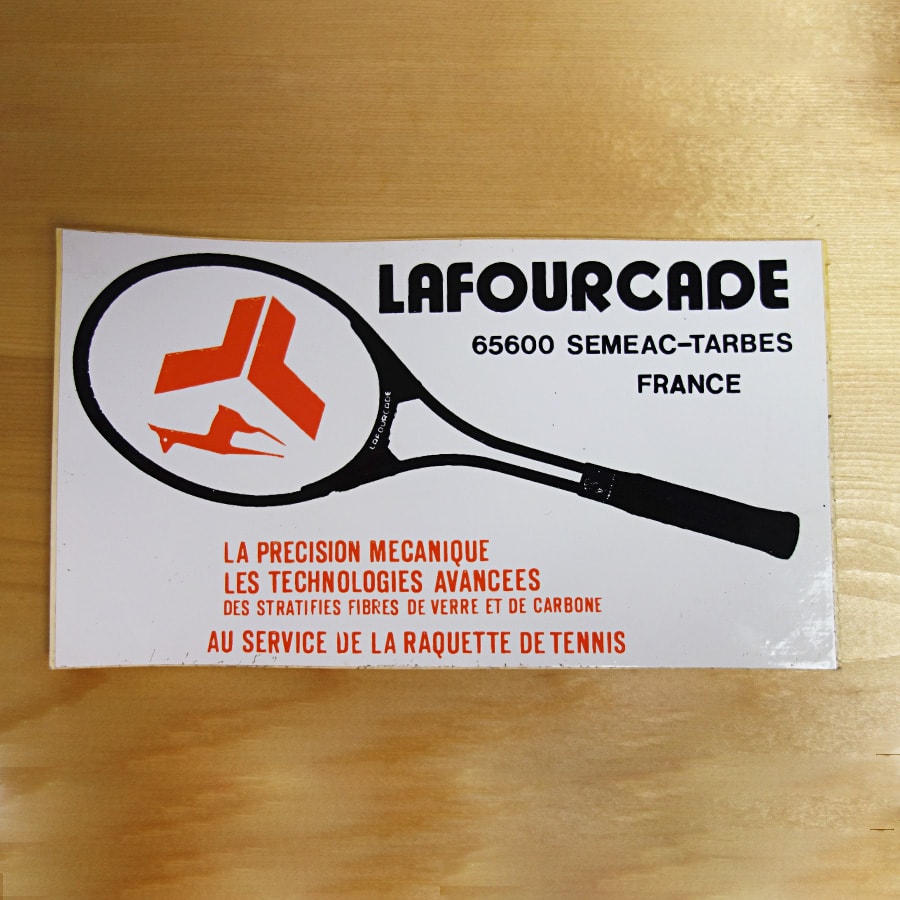 LAFOURCADE
65600 SEMEAC-TARBES
FRANCE
LAFOURCADE
LA PRECISION MECANIQUE
LES TECHNOLOGIES AVANCEES
DES STRATIFIES FIBRES DE VERRE ET DE CARBONE
AU SERVICE DE LA RAQUETTE DE TENNIS